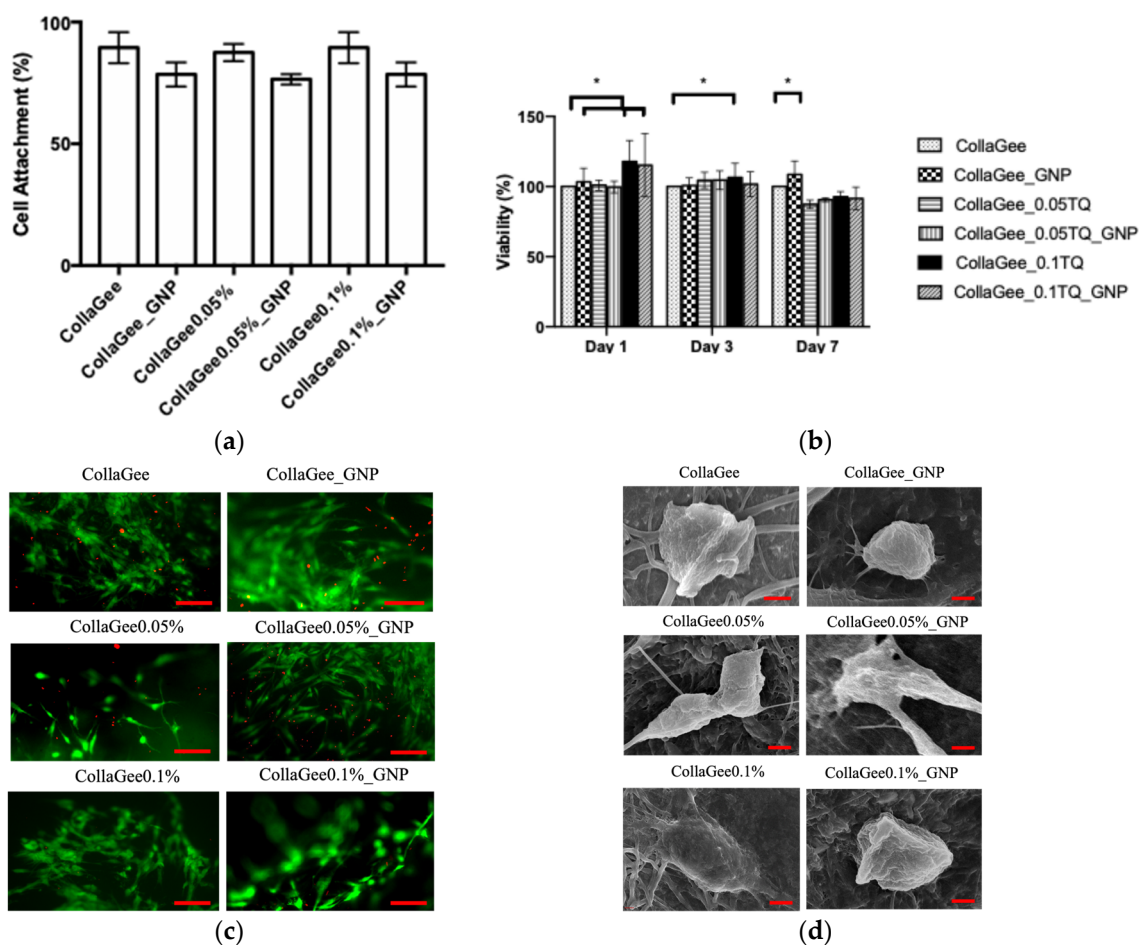 100
50
0
Cell Attachment (%)
CollaGee
CollaGee_GNP
CollaGee0.05%
CollaGee0.05%_GNP
CollaGee0.1%
CollaGee0.1%_GNP
(a)
* * *
150
100
50
0
Viability (%)
Day 1 Day 3 Day 7
CollaGee
CollaGee_GNP
CollaGee_0.05TQ
CollaGee_0.05TQ_GNP
CollaGee_0.1TQ
CollaGee_0.1TQ_GNP
(b)
CollaGee CollaGee_GNP
CollaGee0.05% CollaGee0.05%_GNP
CollaGee0.1% CollaGee0.1%_GNP
(c)
CollaGee CollaGee_GNP
CollaGee0.05% CollaGee0.05%_GNP
CollaGee0.1% CollaGee0.1%_GNP
(d)